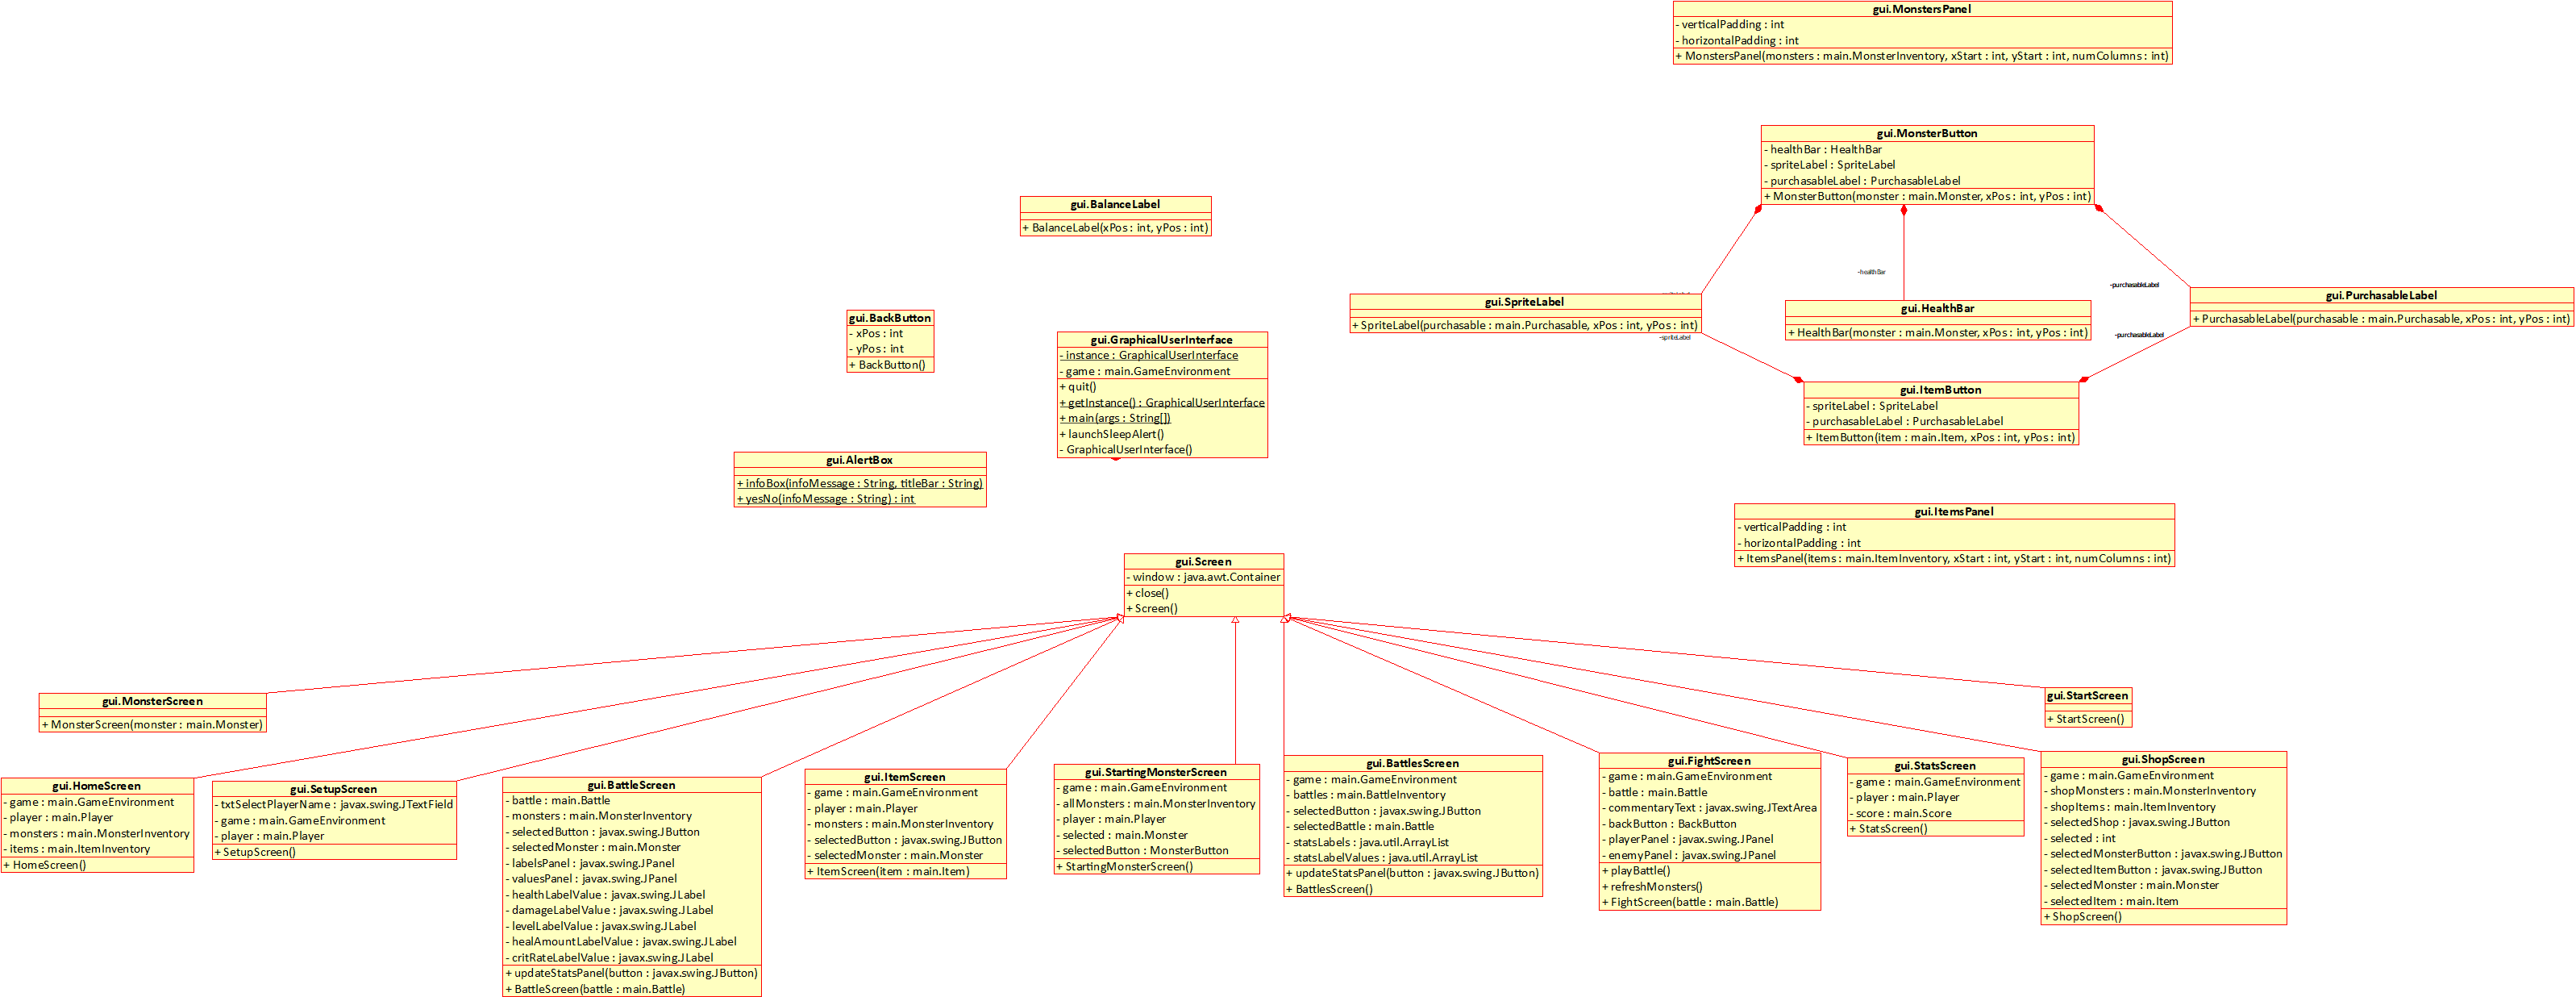 gui.MonstersPanel
- verticalPadding : int
- horizontalPadding : int
+ MonstersPanel(monsters : main.MonsterInventory, xStart : int, yStart : int, numColumns : int)
gui.MonsterButton
- healthBar : HealthBar
- spriteLabel : SpriteLabel
- purchasableLabel : PurchasableLabel
+ MonsterButton(monster : main.Monster, xPos : int, yPos : int)
gui.BalanceLabel
+ BalanceLabel(xPos : int, yPos : int)
-healthBar
-purchasableLabel
gui.SpriteLabel
+ SpriteLabel(purchasable : main.Purchasable, xPos : int, yPos : int)
gui.HealthBar
+ HealthBar(monster : main.Monster, xPos : int, yPos : int)
gui.PurchasableLabel
+ PurchasableLabel(purchasable : main.Purchasable, xPos : int, yPos : int)
-spriteLabel
-purchasableLabel
gui.BackButton
- xPos : int
- yPos : int
+ BackButton()
gui.GraphicalUserInterface
- instance : GraphicalUserInterface
- game : main.GameEnvironment
+ quit()
+ getInstance() : GraphicalUserInterface
+ main(args : String[])
+ launchSleepAlert()
- GraphicalUserInterface()
gui.ItemButton
- spriteLabel : SpriteLabel
- purchasableLabel : PurchasableLabel
+ ItemButton(item : main.Item, xPos : int, yPos : int)
gui.AlertBox
+ infoBox(infoMessage : String, titleBar : String)
+ yesNo(infoMessage : String) : int
gui.ItemsPanel
- verticalPadding : int
- horizontalPadding : int
+ ItemsPanel(items : main.ItemInventory, xStart : int, yStart : int, numColumns : int)
gui.Screen
- window : java.awt.Container
+ close()
+ Screen()
gui.MonsterScreen
+ MonsterScreen(monster : main.Monster)
gui.StartScreen
+ StartScreen()
gui.HomeScreen
- game : main.GameEnvironment
- player : main.Player
- monsters : main.MonsterInventory
- items : main.ItemInventory
+ HomeScreen()
gui.SetupScreen
- txtSelectPlayerName : javax.swing.JTextField
- game : main.GameEnvironment
- player : main.Player
+ SetupScreen()
gui.BattleScreen
- battle : main.Battle
- monsters : main.MonsterInventory
- selectedButton : javax.swing.JButton
- selectedMonster : main.Monster
- labelsPanel : javax.swing.JPanel
- valuesPanel : javax.swing.JPanel
- healthLabelValue : javax.swing.JLabel
- damageLabelValue : javax.swing.JLabel
- levelLabelValue : javax.swing.JLabel
- healAmountLabelValue : javax.swing.JLabel
- critRateLabelValue : javax.swing.JLabel
+ updateStatsPanel(button : javax.swing.JButton)
+ BattleScreen(battle : main.Battle)
gui.ItemScreen
- game : main.GameEnvironment
- player : main.Player
- monsters : main.MonsterInventory
- selectedButton : javax.swing.JButton
- selectedMonster : main.Monster
+ ItemScreen(item : main.Item)
gui.StartingMonsterScreen
- game : main.GameEnvironment
- allMonsters : main.MonsterInventory
- player : main.Player
- selected : main.Monster
- selectedButton : MonsterButton
+ StartingMonsterScreen()
gui.BattlesScreen
- game : main.GameEnvironment
- battles : main.BattleInventory
- selectedButton : javax.swing.JButton
- selectedBattle : main.Battle
- statsLabels : java.util.ArrayList
- statsLabelValues : java.util.ArrayList
+ updateStatsPanel(button : javax.swing.JButton)
+ BattlesScreen()
gui.FightScreen
- game : main.GameEnvironment
- battle : main.Battle
- commentaryText : javax.swing.JTextArea
- backButton : BackButton
- playerPanel : javax.swing.JPanel
- enemyPanel : javax.swing.JPanel
+ playBattle()
+ refreshMonsters()
+ FightScreen(battle : main.Battle)
gui.StatsScreen
- game : main.GameEnvironment
- player : main.Player
- score : main.Score
+ StatsScreen()
gui.ShopScreen
- game : main.GameEnvironment
- shopMonsters : main.MonsterInventory
- shopItems : main.ItemInventory
- selectedShop : javax.swing.JButton
- selected : int
- selectedMonsterButton : javax.swing.JButton
- selectedItemButton : javax.swing.JButton
- selectedMonster : main.Monster
- selectedItem : main.Item
+ ShopScreen()